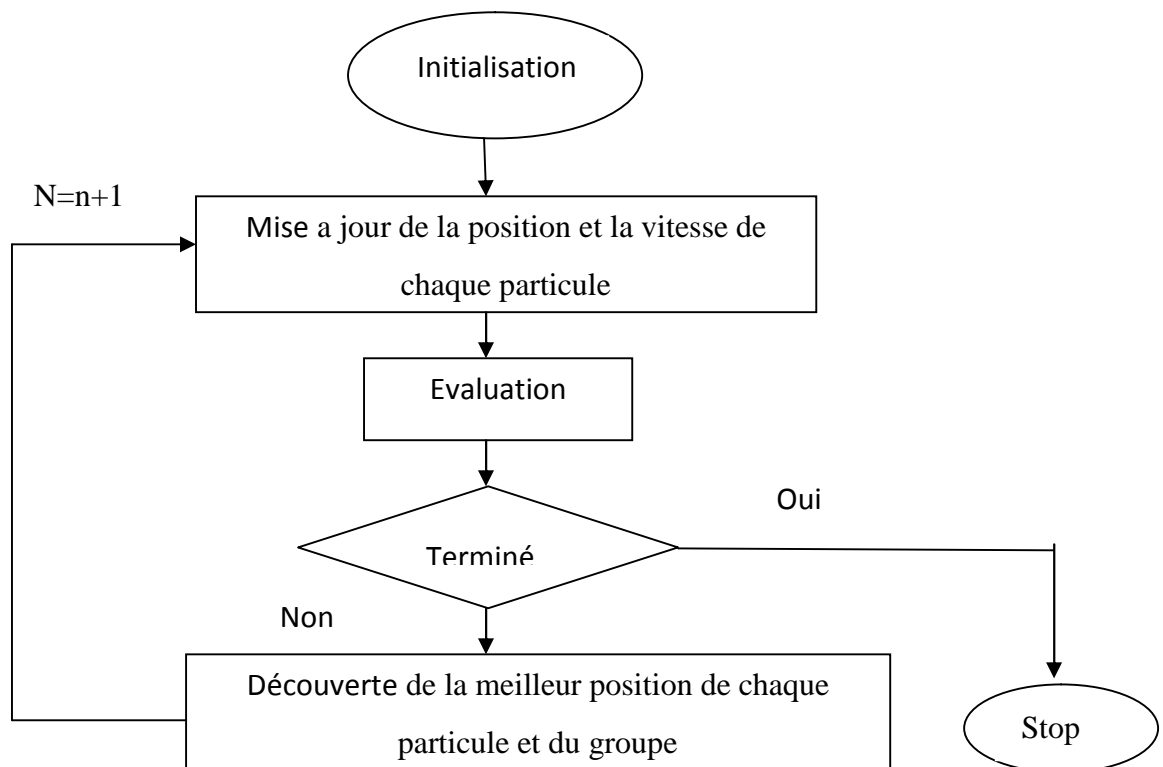 Initialisation
N=n+1
Mise a jour de la position et la vitesse de
chaque particule
Evaluation
Oui
Terminé
Non
Découverte de la meilleur position de chaque
particule et du groupe
Stop